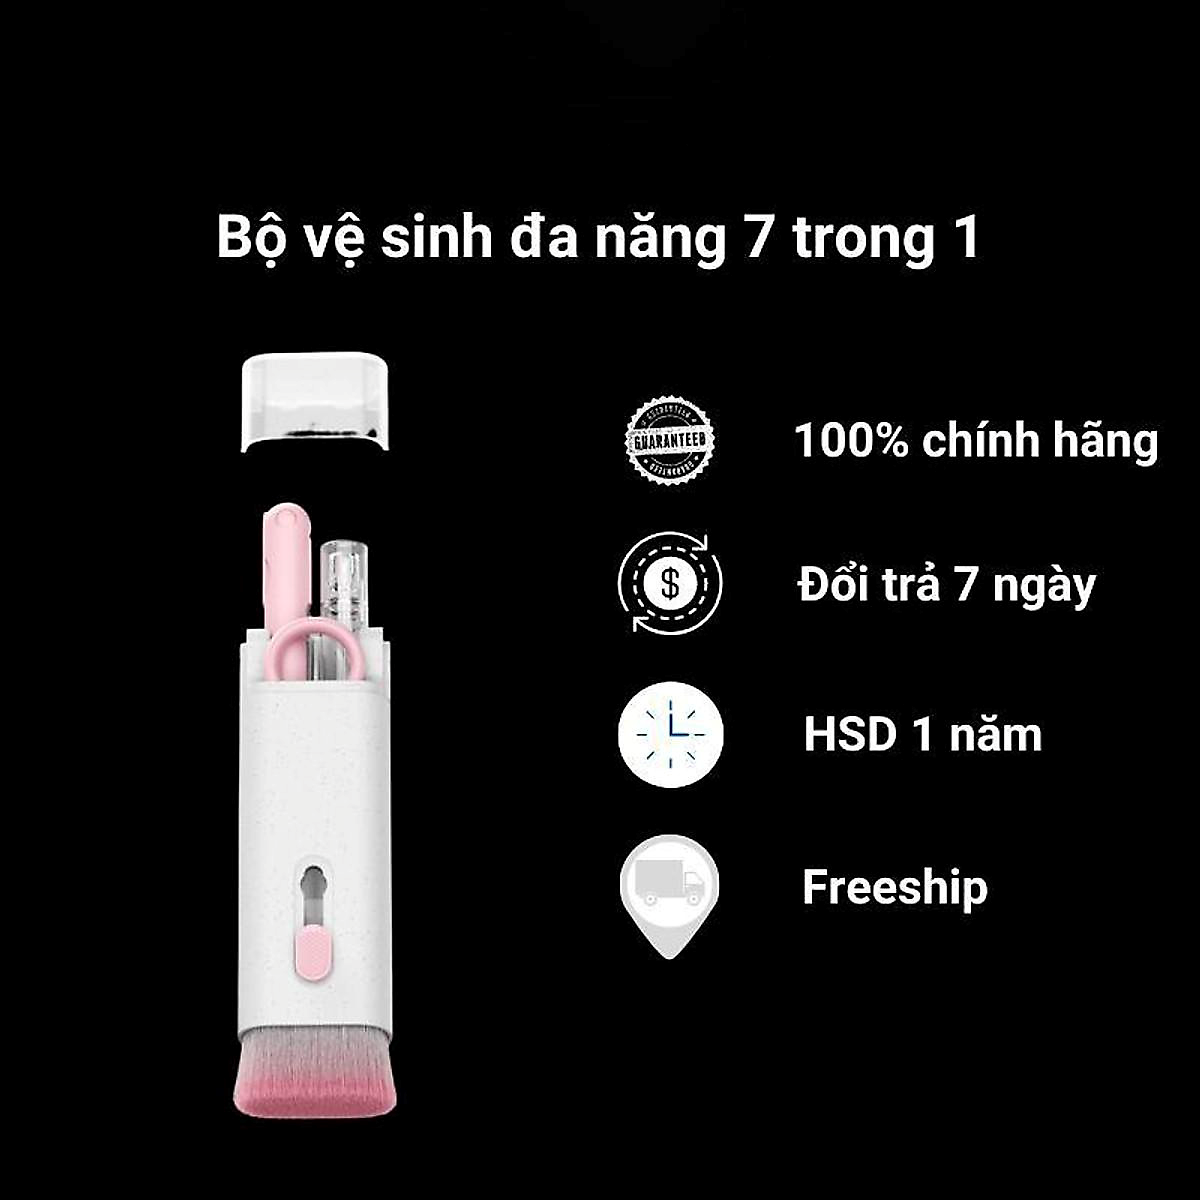 Bộ vệ sinh đa năng 7 trong 1
GUARANTEED
100% chính hãng
$
Đổi trả 7 ngày
HSD 1 năm
Freeship